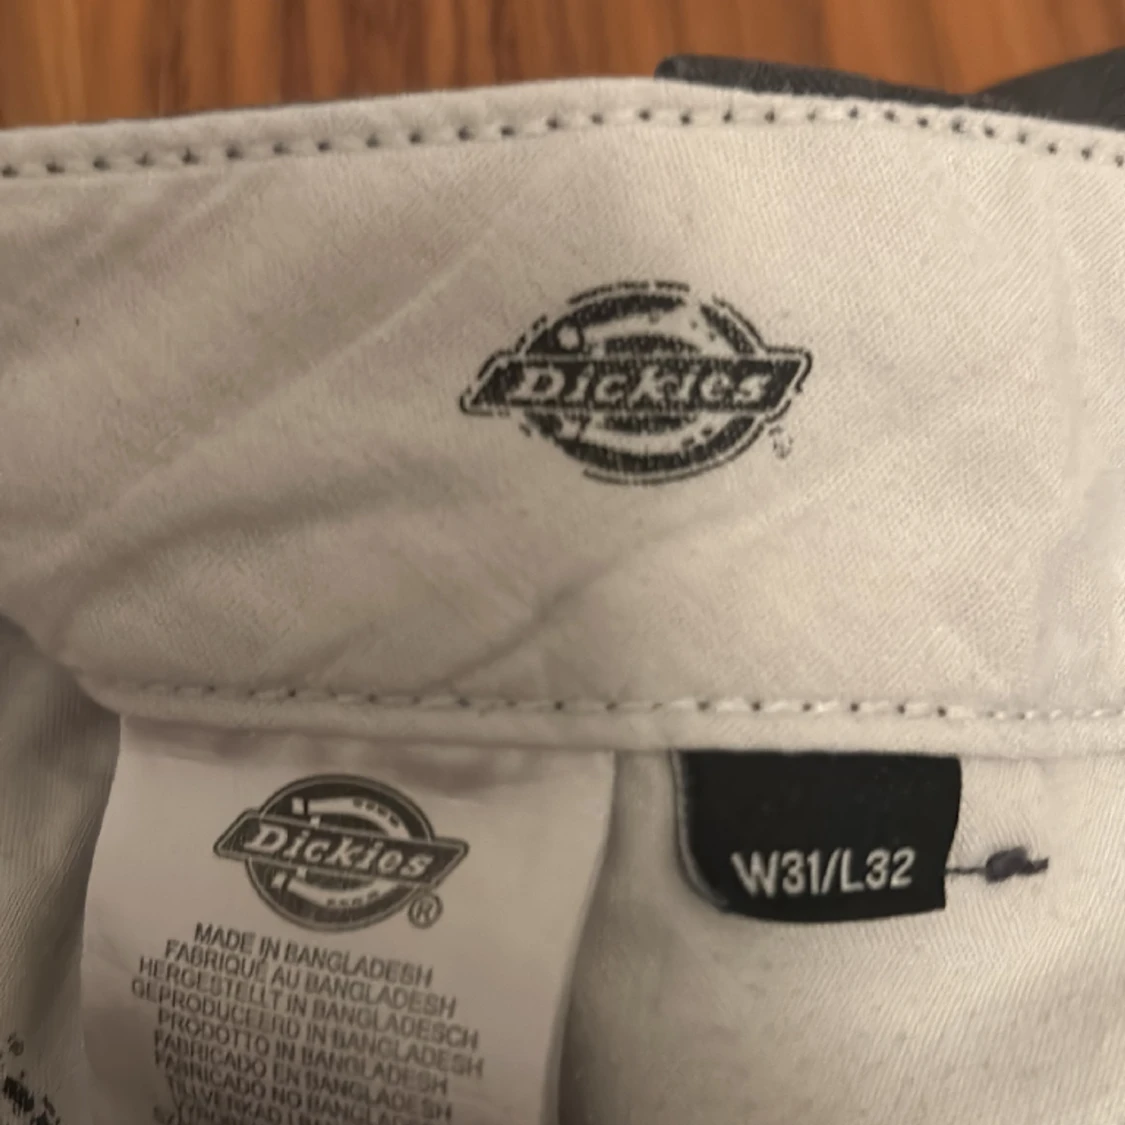 Dickies
Dickies
®
W31/L32
MADE IN BANGLADESH
FABRIQUÉ AU BANGLADESH
HERGESTELLT IN BANGLADESCH
GEPRODUCEERD IN BANGLADESH
PRODOTTO IN BANGLADESH
FABRICADO EN BANGLADESH
FABRICADO NO BANGLADESH
TILLVERKAD I